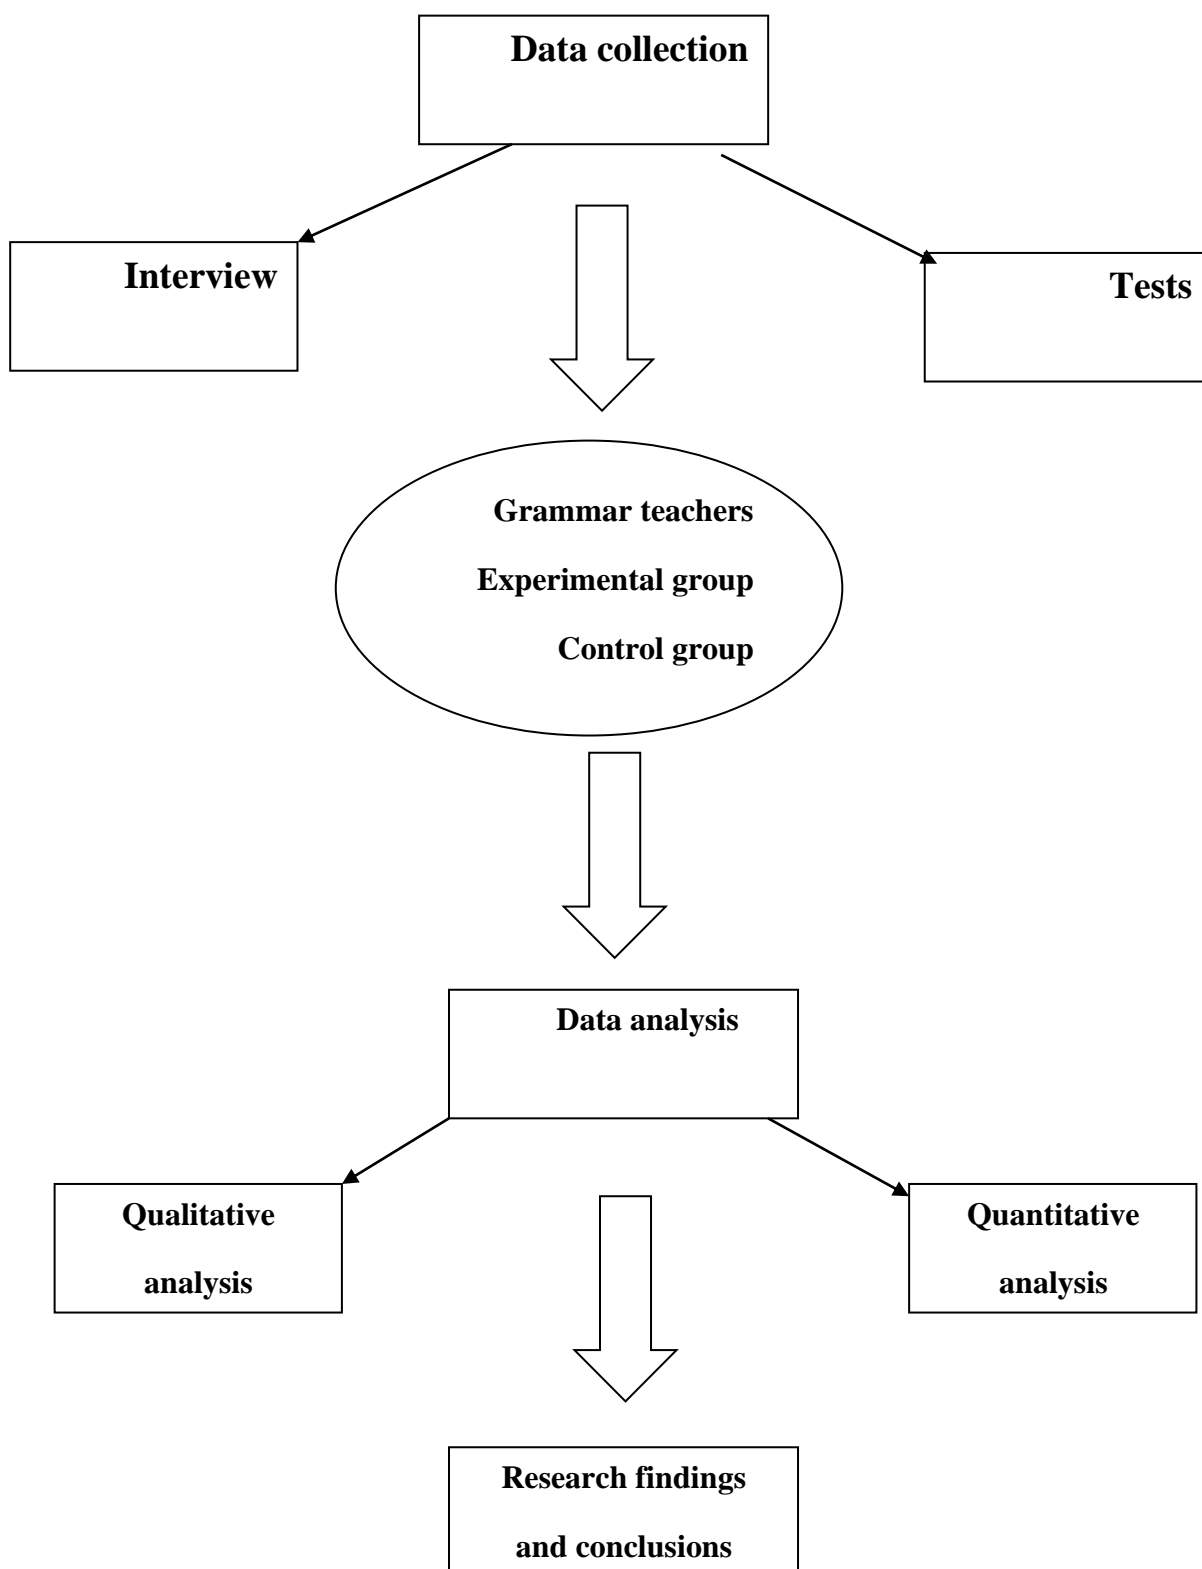 Data collection
Interview
Tests
Grammar teachers
Experimental group
Control group
Data analysis
Qualitative
analysis
Quantitative
analysis
Research findings
and conclusions